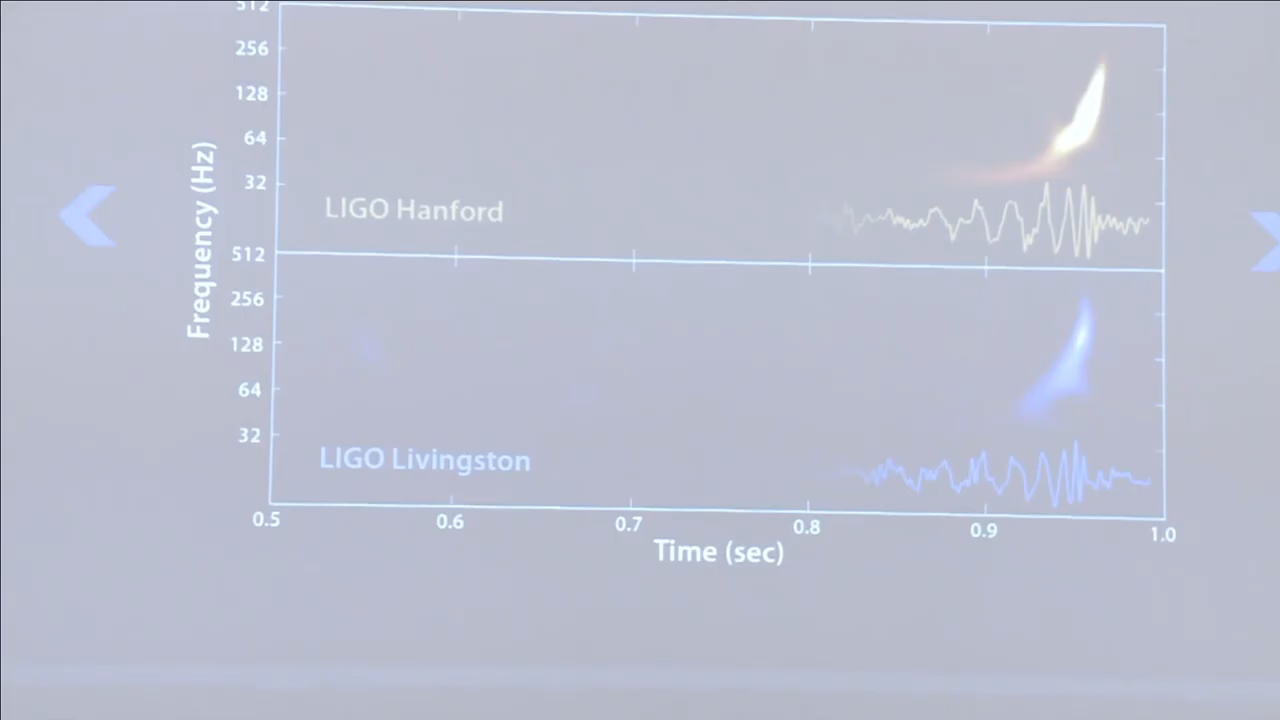 512
256
128
64
32
LIGO Hanford
Frequency (Hz)
512
256
128
64
32
LIGO Livingston
0.5 0.6 0.7 0.8 0.9 1.0
Time (sec)